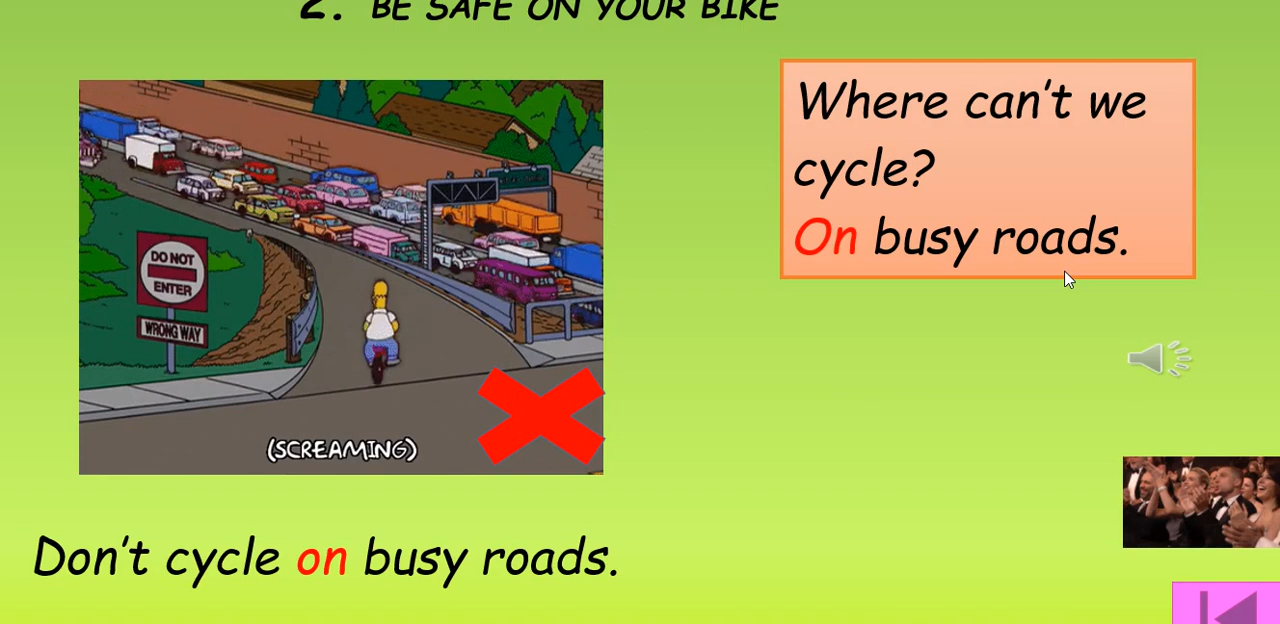 2. BE SAFE ON YOUR BIKE
Where can't we
cycle?
On busy roads.
DO NOT
ENTER
WRONG WAY
(SCREAMING)
Don't cycle on busy roads.